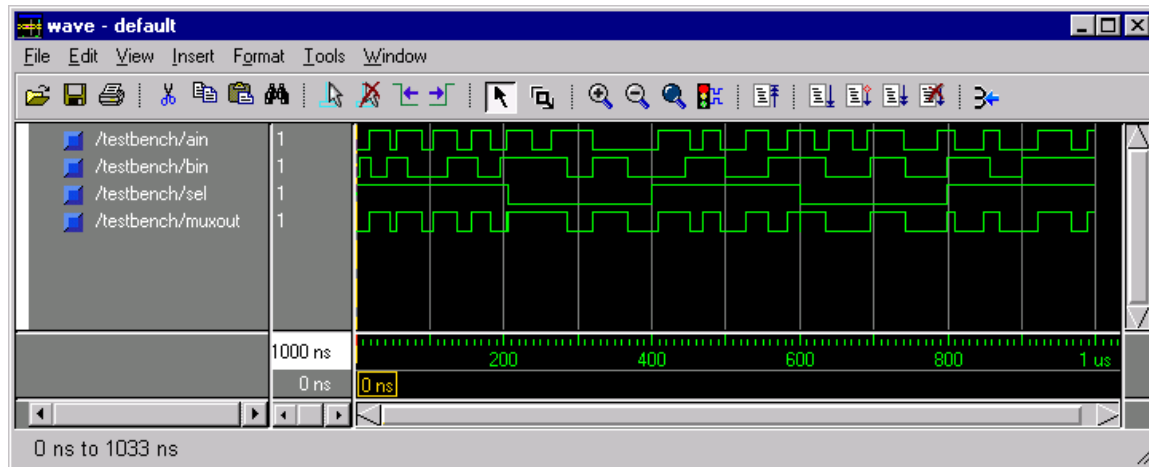 wave - default
File Edit View Insert Format Tools Window
/testbench/ain 1
/testbench/bin 1
/testbench/sel 1
/testbench/muxout 1
1000 ns 200 400 600 800 1 us
0 ns 0 ns
0 ns to 1033 ns